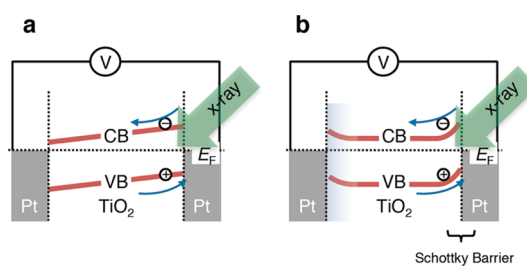 a
V
x-ray
⊖
CB
E_F
⊕
VB
Pt
TiO₂
Pt
b
V
x-ray
⊖
CB
E_F
⊕
VB
Pt
TiO₂
Pt
Schottky Barrier